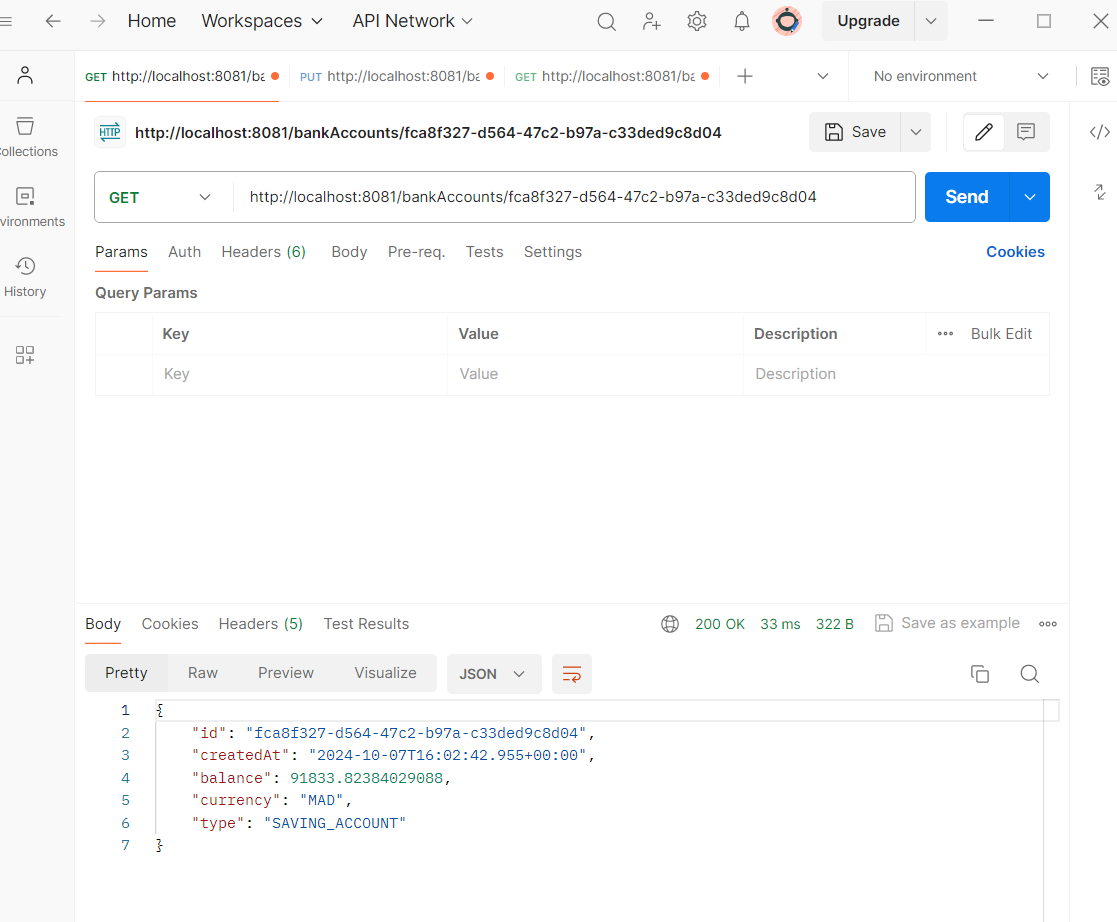 Home Workspaces API Network Upgrade
GET http://localhost:8081/ba PUT http://localhost:8081/ba GET http://localhost:8081/ba No environment
HTTP http://localhost:8081/bankAccounts/fca8f327-d564-47c2-b97a-c33ded9c8d04 Save
ollections
vironments
History
GET http://localhost:8081/bankAccounts/fca8f327-d564-47c2-b97a-c33ded9c8d04 Send
Params Auth Headers (6) Body Pre-req. Tests Settings Cookies
Query Params
Key Value Description Bulk Edit
Key Value Description
Body Cookies Headers (5) Test Results 200 OK 33 ms 322 B Save as example
Pretty Raw Preview Visualize JSON
1 {
2 "id": "fca8f327-d564-47c2-b97a-c33ded9c8d04",
3 "createdAt": "2024-10-07T16:02:42.955+00:00",
4 "balance": 91833.82384029088,
5 "currency": "MAD",
6 "type": "SAVING_ACCOUNT"
7 }